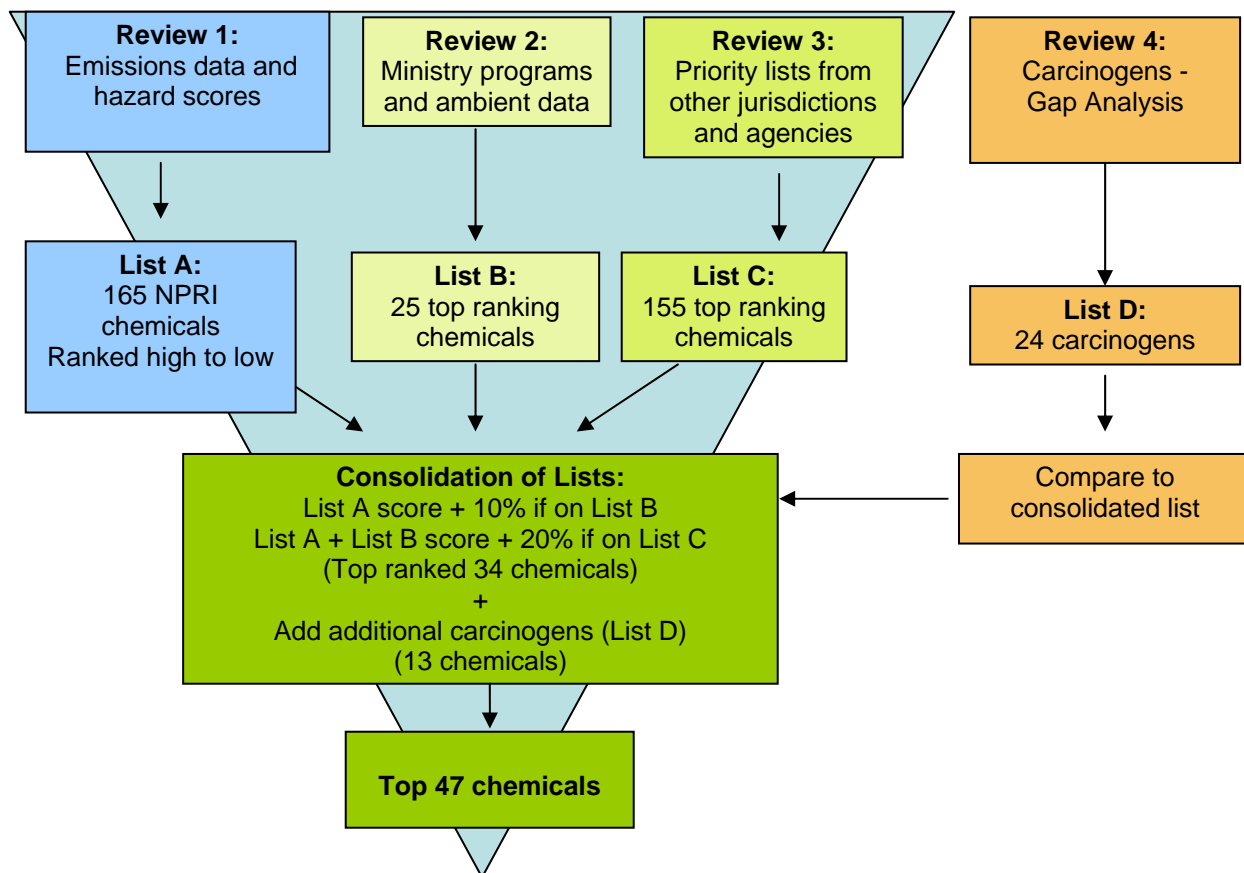 Review 1:
Emissions data and
hazard scores
Review 2:
Ministry programs
and ambient data
Review 3:
Priority lists from
other jurisdictions
and agencies
Review 4:
Carcinogens -
Gap Analysis
List A:
165 NPRI
chemicals
Ranked high to low
List B:
25 top ranking
chemicals
List C:
155 top ranking
chemicals
List D:
24 carcinogens
Consolidation of Lists:
List A score + 10% if on List B
List A + List B score + 20% if on List C
(Top ranked 34 chemicals)
+
Add additional carcinogens (List D)
(13 chemicals)
Compare to
consolidated list
Top 47 chemicals